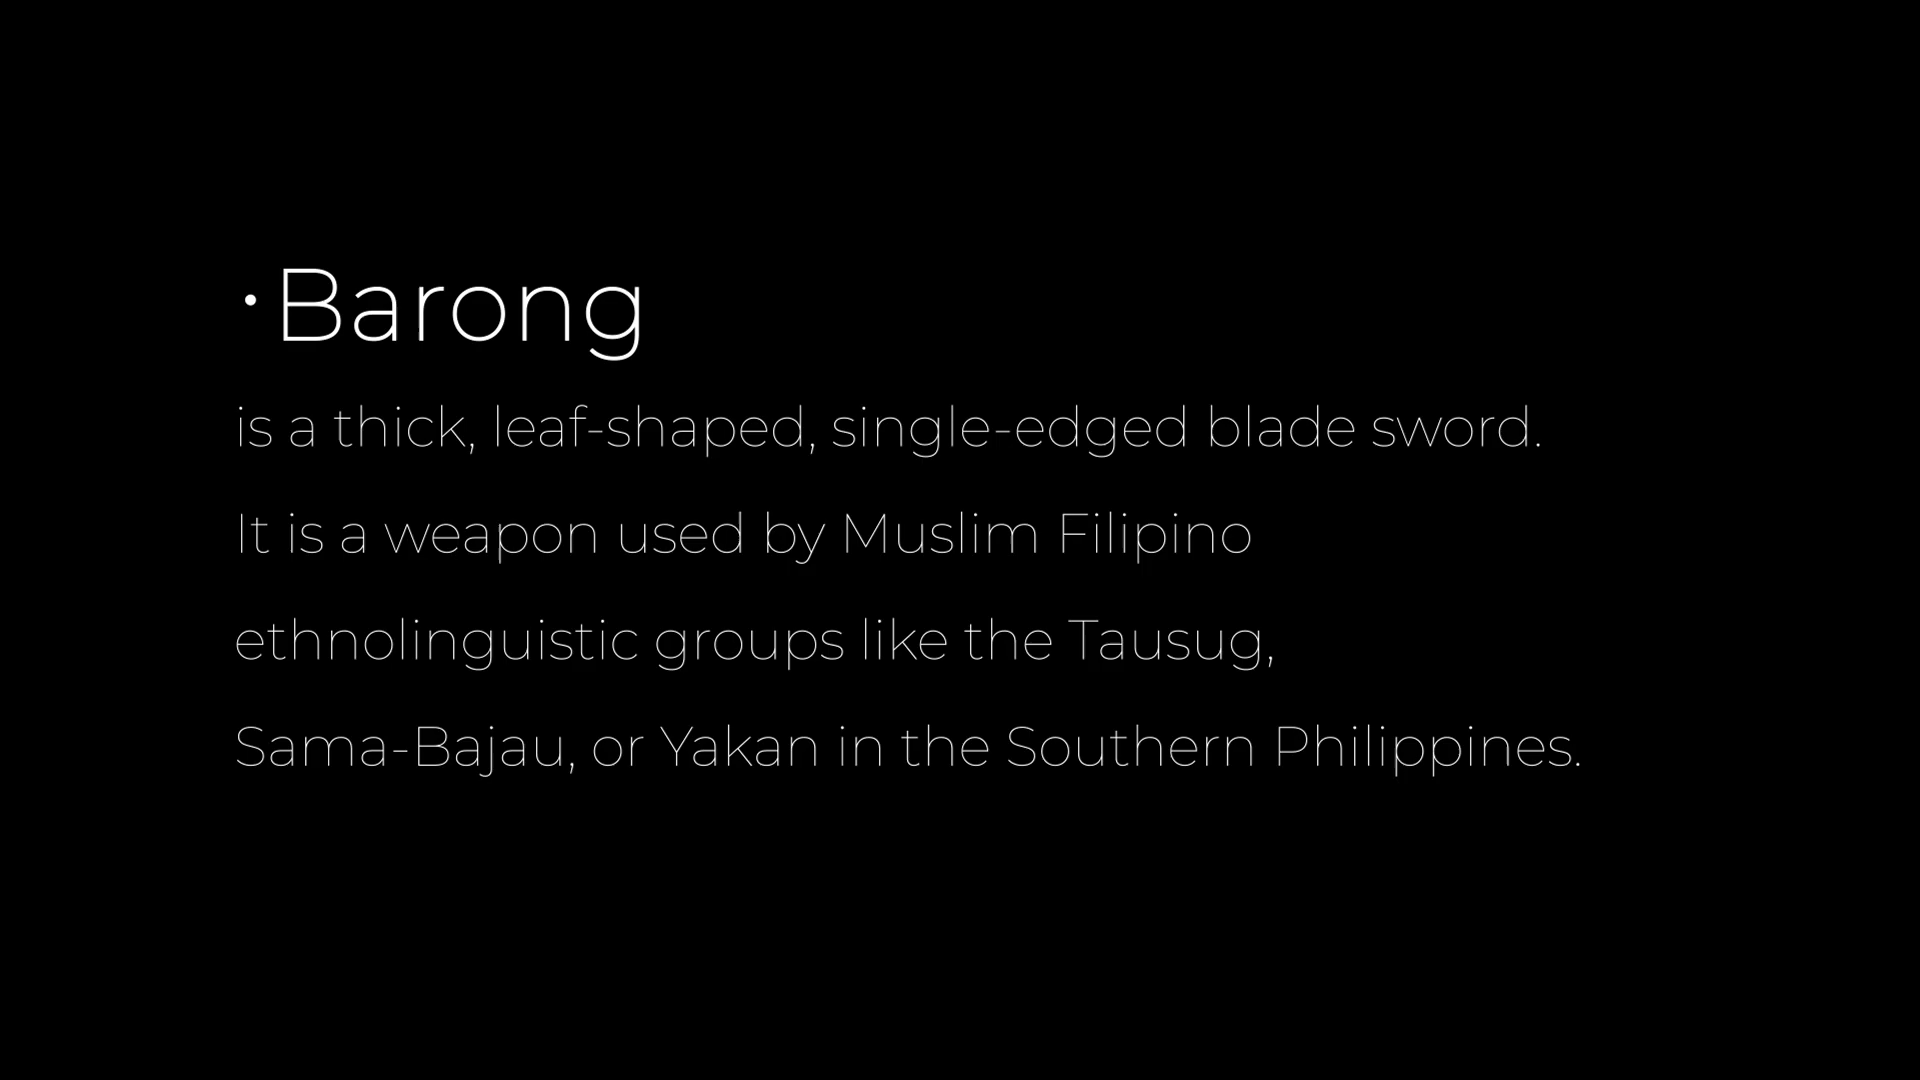 ·Barong
is a thick, leaf-shaped, single-edged blade sword.
It is a weapon used by Muslim Filipino
ethnolinguistic groups like the Tausug,
Sama-Bajau, or Yakan in the Southern Philippines.